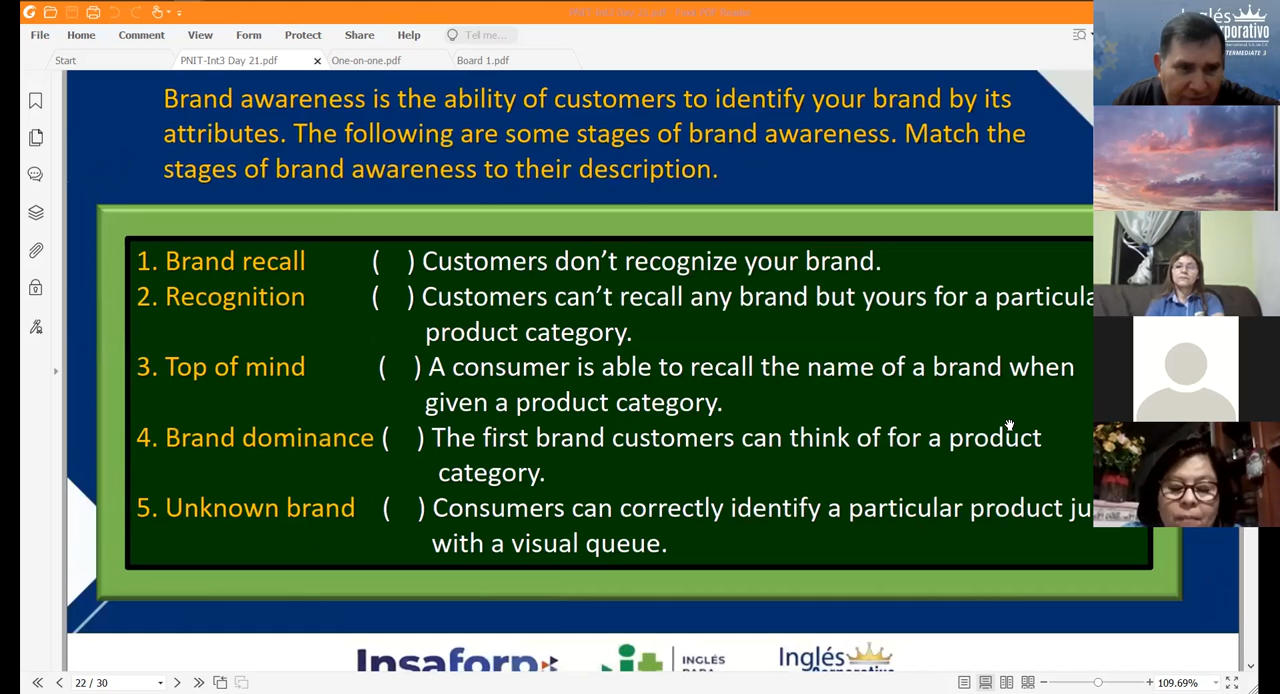 File Home Comment View Form Protect Share Help Tell me...
Start PNIT-Int3 Day 21.pdf One-on-one.pdf Board 1.pdf
Inglés
INTERMEDIATE 3
Brand awareness is the ability of customers to identify your brand by its
attributes. The following are some stages of brand awareness. Match the
stages of brand awareness to their description.
1. Brand recall ( ) Customers don’t recognize your brand.
2. Recognition ( ) Customers can’t recall any brand but yours for a particula
product category.
3. Top of mind ( ) A consumer is able to recall the name of a brand when
given a product category.
4. Brand dominance ( ) The first brand customers can think of for a product
category.
5. Unknown brand ( ) Consumers can correctly identify a particular product ju
with a visual queue.
Insaforp
INGLÉS
Inglés
22 / 30 109.69%